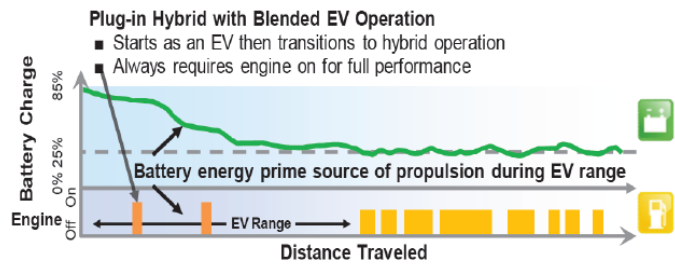 Plug-in Hybrid with Blended EV Operation
■ Starts as an EV then transitions to hybrid operation
■ Always requires engine on for full performance
Battery Charge
85%
25%
0%
Battery energy prime source of propulsion during EV range
Engine
On
Off
EV Range
Distance Traveled